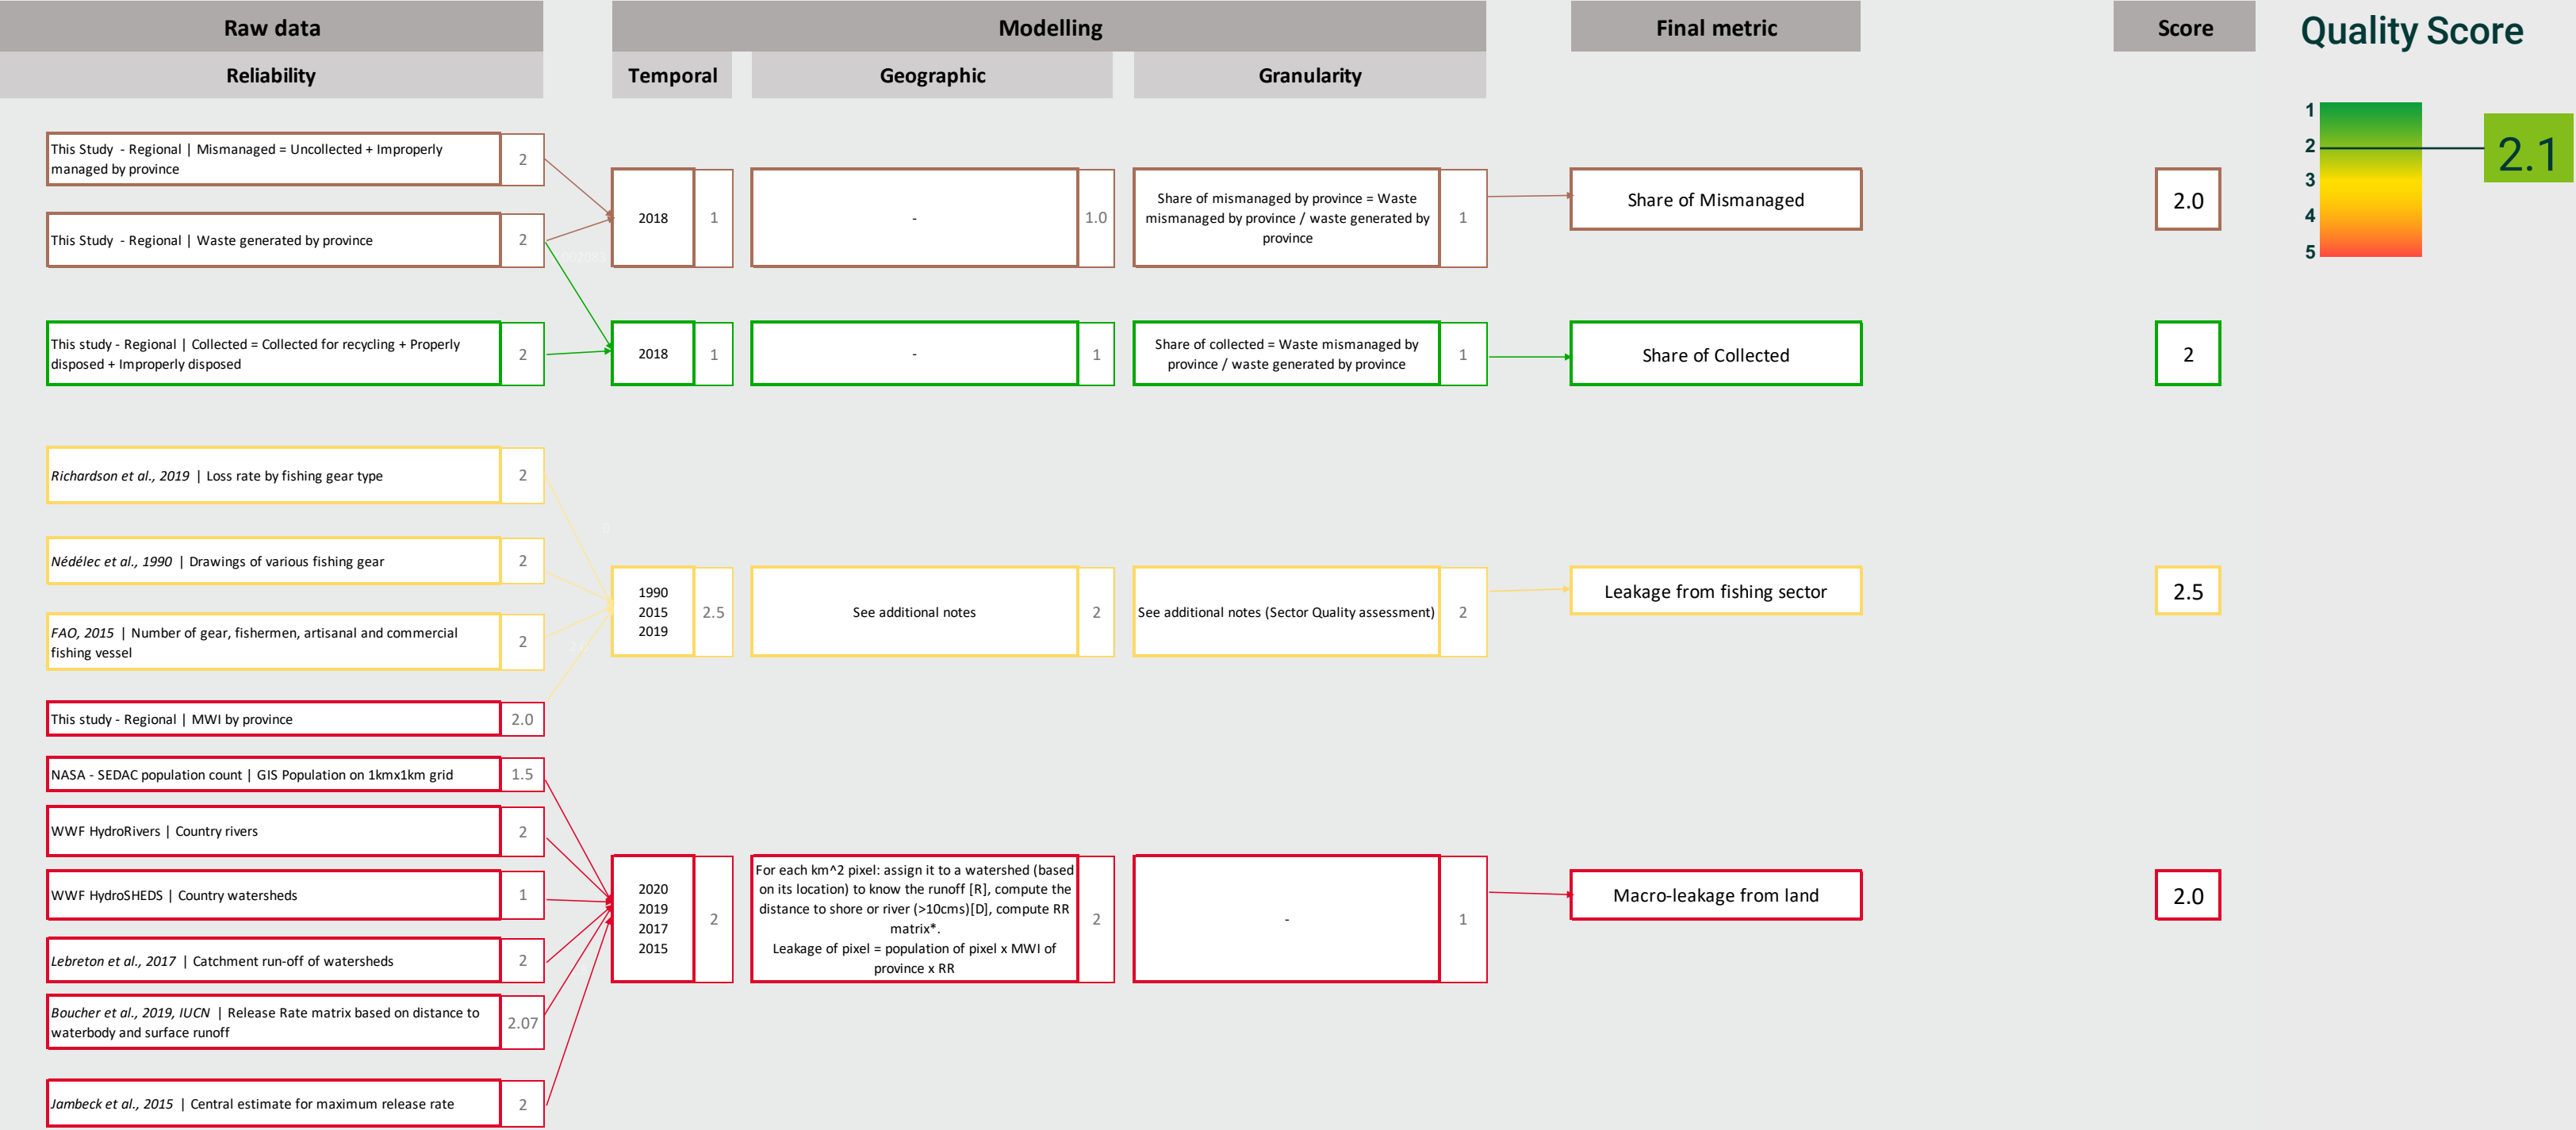 Raw data
Modelling
Final metric
Score
Quality Score
Reliability
Temporal
Geographic
Granularity
1
2
3
4
5
2.1
This Study - Regional | Mismanaged = Uncollected + Improperly
managed by province
2
This Study - Regional | Waste generated by province
2
2018
1
-
1.0
Share of mismanaged by province = Waste
mismanaged by province / waste generated by
province
1
Share of Mismanaged
2.0
This study - Regional | Collected = Collected for recycling + Properly
disposed + Improperly disposed
2
2018
1
-
1
Share of collected = Waste mismanaged by
province / waste generated by province
1
Share of Collected
2
Richardson et al., 2019 | Loss rate by fishing gear type
2
Nédélec et al., 1990 | Drawings of various fishing gear
2
FAO, 2015 | Number of gear, fishermen, artisanal and commercial
fishing vessel
2
This study - Regional | MWI by province
2.0
1990
2015
2019
2.5
See additional notes
2
See additional notes (Sector Quality assessment)
2
Leakage from fishing sector
2.5
NASA - SEDAC population count | GIS Population on 1kmx1km grid
1.5
WWF HydroRivers | Country rivers
2
WWF HydroSHEDS | Country watersheds
1
Lebreton et al., 2017 | Catchment run-off of watersheds
2
Boucher et al., 2019, IUCN | Release Rate matrix based on distance to
waterbody and surface runoff
2.07
Jambeck et al., 2015 | Central estimate for maximum release rate
2
2020
2019
2017
2015
2
For each km^2 pixel: assign it to a watershed (based
on its location) to know the runoff [R], compute the
distance to shore or river (>10cms)[D], compute RR
matrix*.
Leakage of pixel = population of pixel x MWI of
province x RR
2
-
1
Macro-leakage from land
2.0